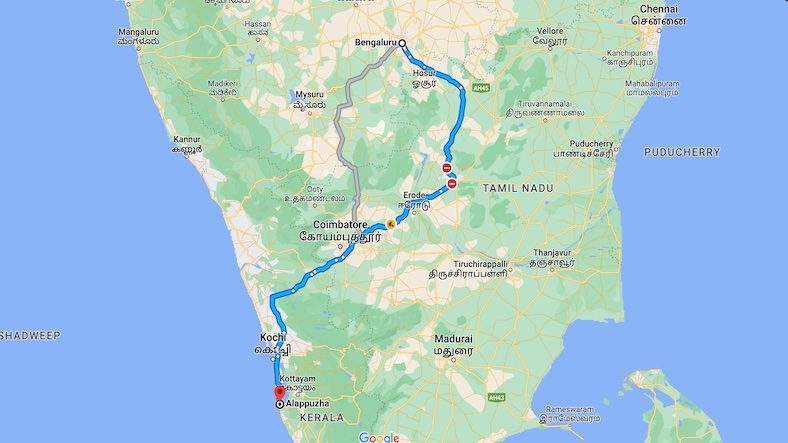 Chennai
சென்னை
Hassan
ಹಾಸನ
Mangaluru
ಮಂಗಳೂರು
Vellore
வேலூர்
Bengaluru
Kanchipuram
காஞ்சிபுரம்
Hosur
ஓசூர்
AH45
Madikeri
ಮಡಿಕೇರಿ
Mahabalipuram
மாமல்லபுரம்
Mysuru
ಮೈಸೂರು
Tiruvannamalai
திருவண்ணாமலை
Kannur
കണ്ണൂർ
Puducherry
பாண்டிச்சேரி
PUDUCHERRY
Ooty
உதகமண்டலம்
Erode
ஈரோடு
TAMIL NADU
Coimbatore
கோயம்புத்தூர்
Thanjavur
தஞ்சாவூர்
Tiruchirappalli
திருச்சிராப்பள்ளி
SHADWEEP
Kochi
കൊച്ചി
Madurai
மதுரை
Kottayam
കോട്ടയം
Alappuzha
AH43
KERALA
Rameswaram
இராமேஸ்வரம்
Google